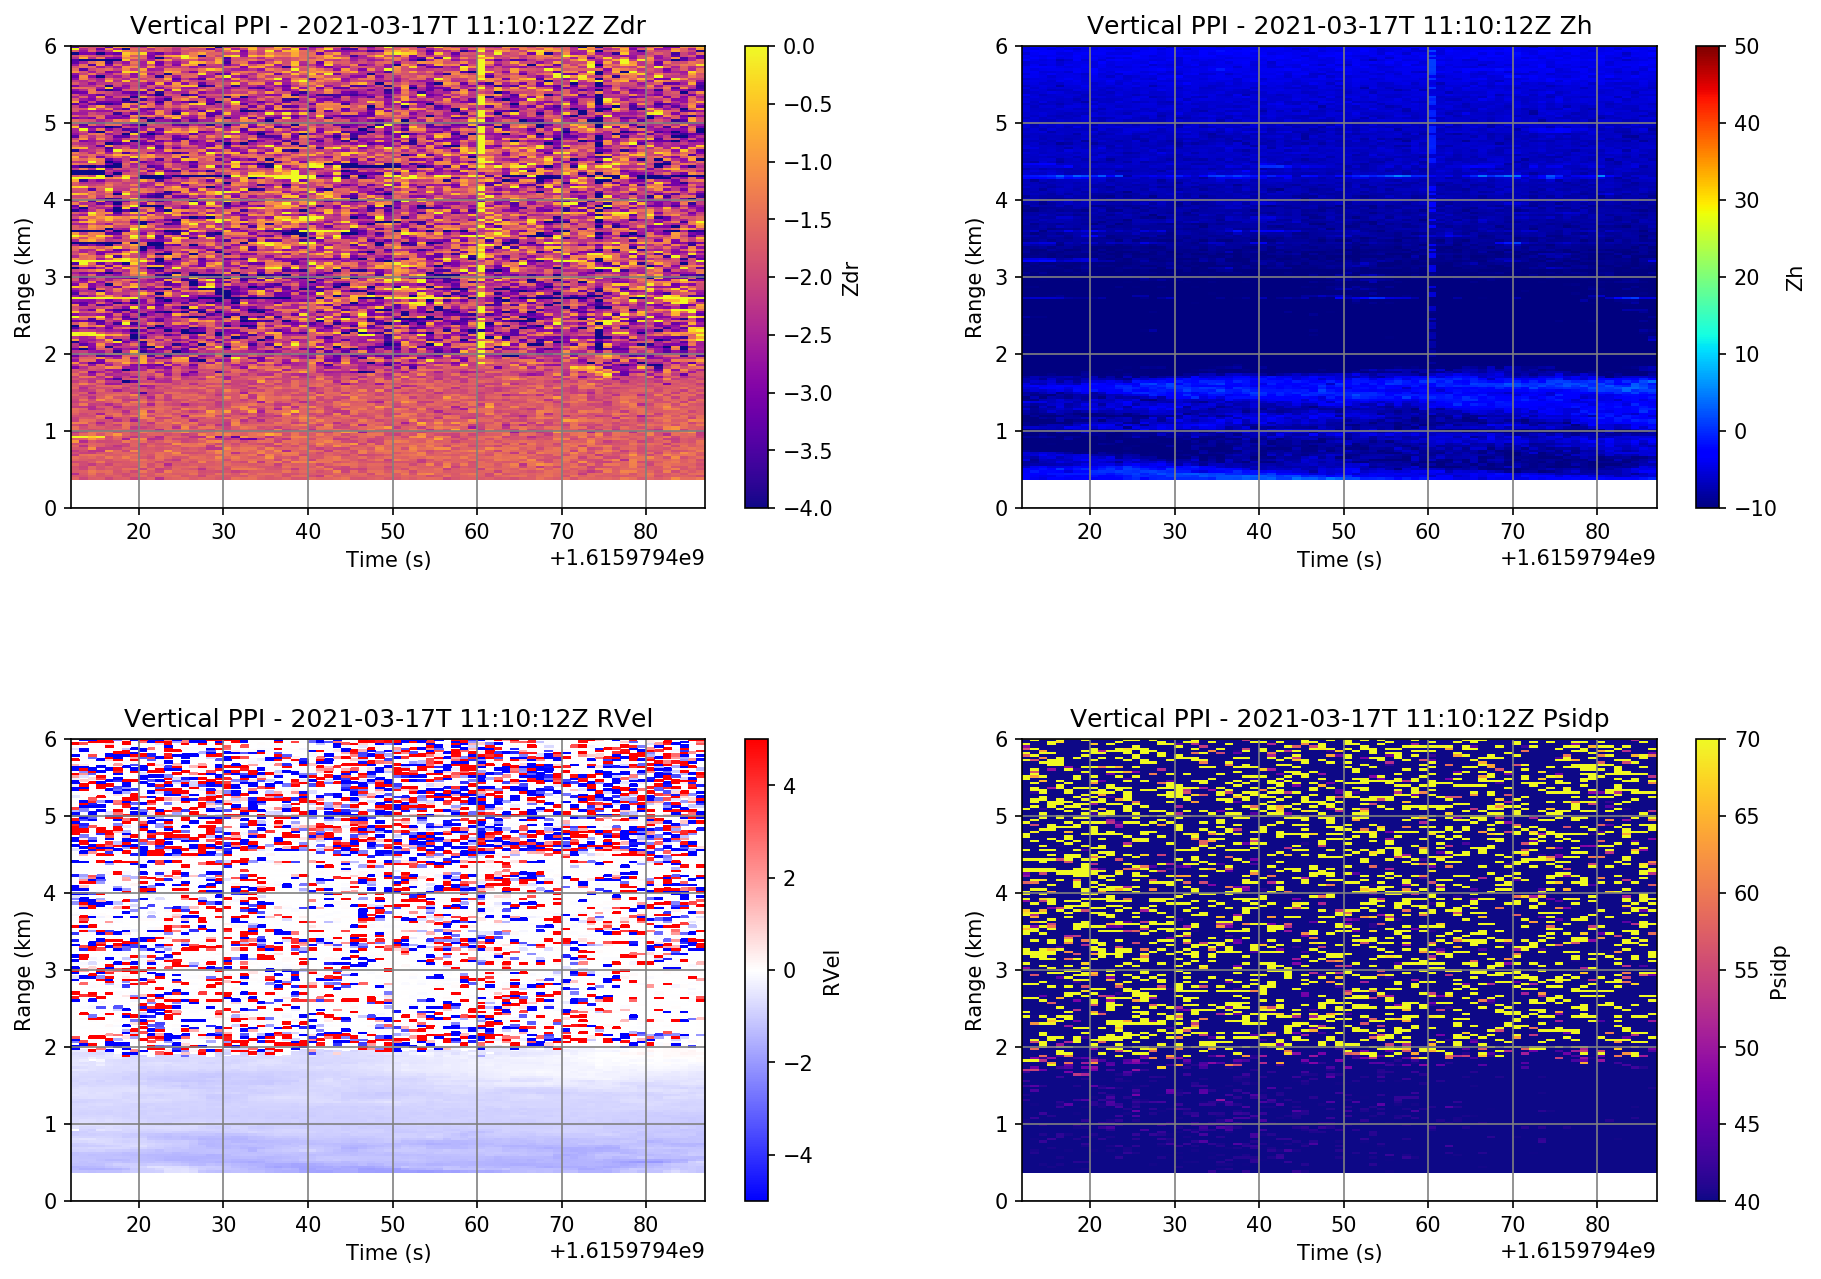 Vertical PPI - 2021-03-17T 11:10:12Z Zdr
6
5
4
3
2
1
0
Range (km)
20 30 40 50 60 70 80
Time (s)
+1.6159794e9
0.0
−0.5
−1.0
−1.5
−2.0
−2.5
−3.0
−3.5
−4.0
Zdr
Vertical PPI - 2021-03-17T 11:10:12Z Zh
6
5
4
3
2
1
0
Range (km)
20 30 40 50 60 70 80
Time (s)
+1.6159794e9
50
40
30
20
10
0
−10
Zh
Vertical PPI - 2021-03-17T 11:10:12Z RVel
6
5
4
3
2
1
0
Range (km)
20 30 40 50 60 70 80
Time (s)
+1.6159794e9
4
2
0
−2
−4
RVel
Vertical PPI - 2021-03-17T 11:10:12Z Psidp
6
5
4
3
2
1
0
Range (km)
20 30 40 50 60 70 80
Time (s)
+1.6159794e9
70
65
60
55
50
45
40
Psidp